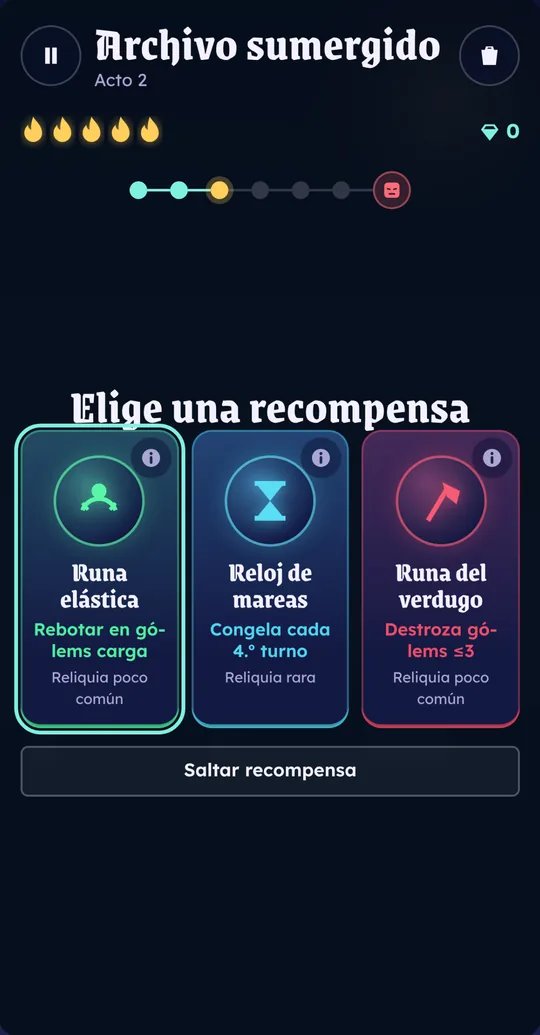 Archivo sumergido
Acto 2
0
Elige una recompensa
Runa
elástica
Rebotar en gó-
lems carga
Reliquia poco
común
Reloj de
mareas
Congela cada
4.º turno
Reliquia rara
Runa del
verdugo
Destroza gó-
lems ≤3
Reliquia poco
común
Saltar recompensa